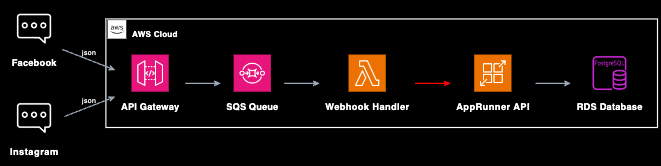 aws
AWS Cloud
Facebook
json
API Gateway
SQS Queue
Webhook Handler
AppRunner API
PostgreSQL
RDS Database
json
Instagram